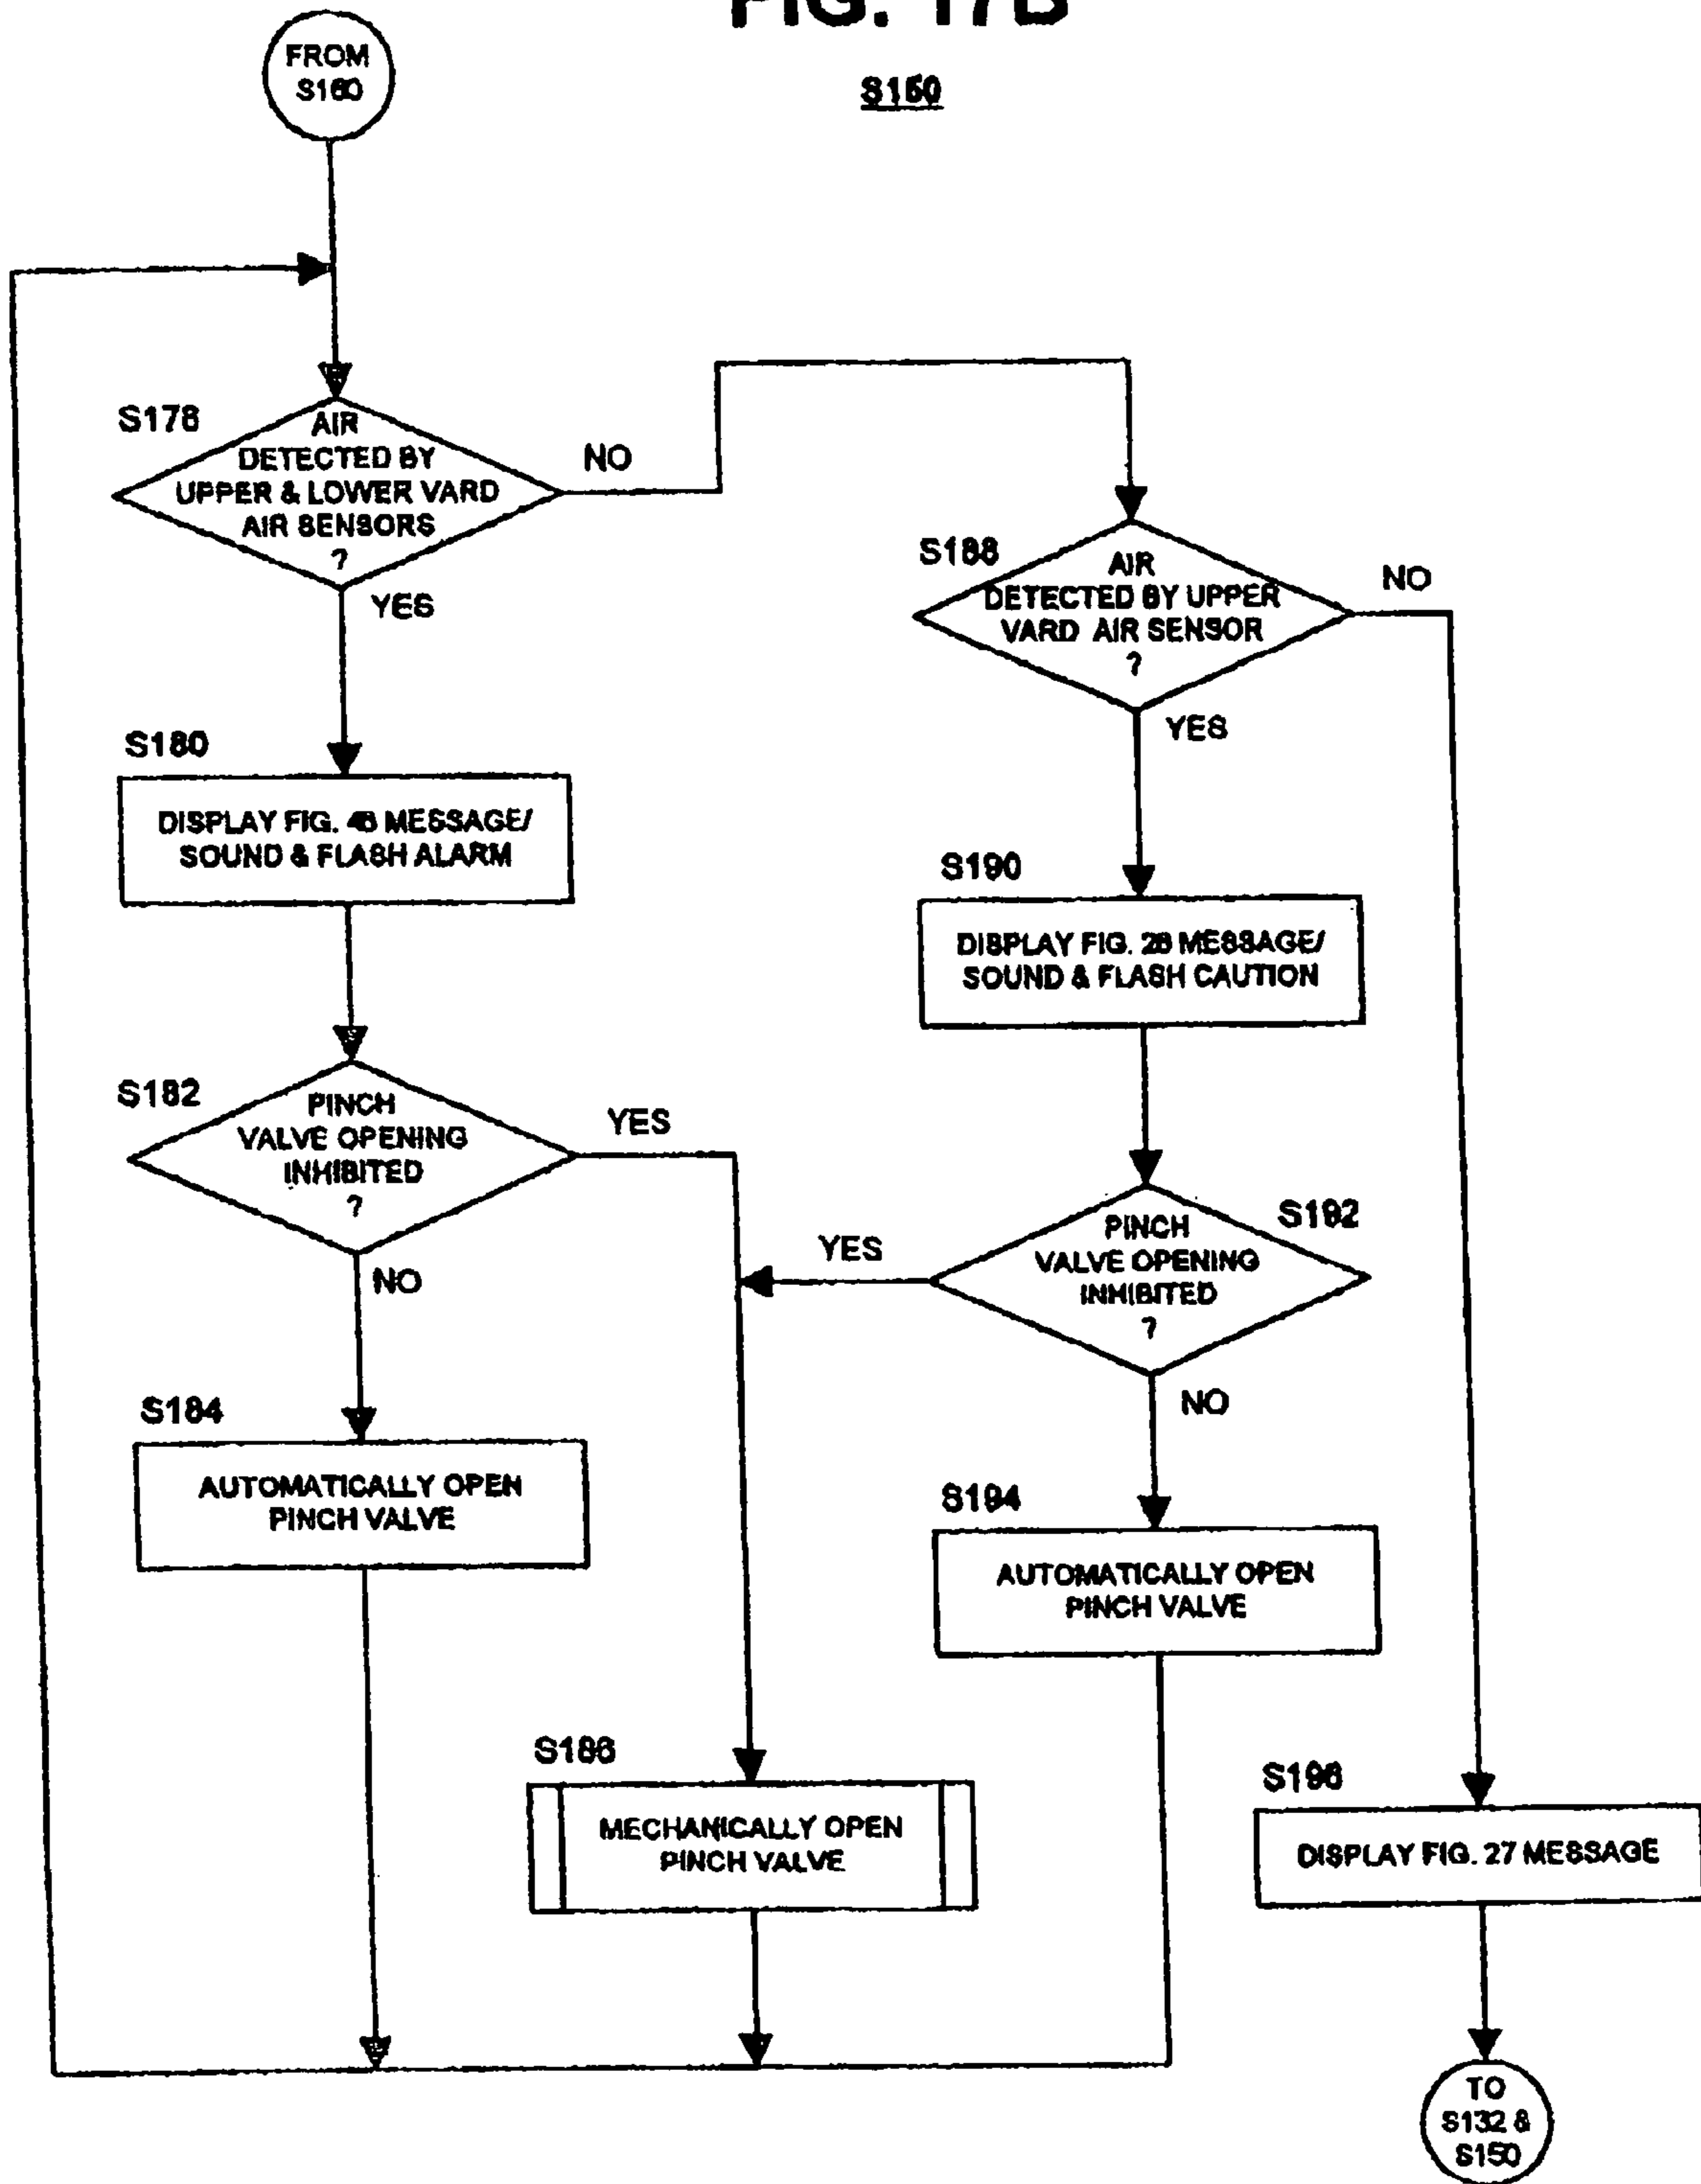 FIG. 17B
S150
FROM
S160
S178
AIR
DETECTED BY
UPPER & LOWER VARD
AIR SENSORS
?
NO
YES
S188
AIR
DETECTED BY UPPER
VARD AIR SENSOR
?
NO
YES
S180
DISPLAY FIG. 46 MESSAGE/
SOUND & FLASH ALARM
S190
DISPLAY FIG. 26 MESSAGE/
SOUND & FLASH CAUTION
S182
PINCH
VALVE OPENING
INHIBITED
?
YES
NO
S192
PINCH
VALVE OPENING
INHIBITED
?
YES
NO
S184
AUTOMATICALLY OPEN
PINCH VALVE
S194
AUTOMATICALLY OPEN
PINCH VALVE
S186
MECHANICALLY OPEN
PINCH VALVE
S196
DISPLAY FIG. 27 MESSAGE
TO
S132 &
S150